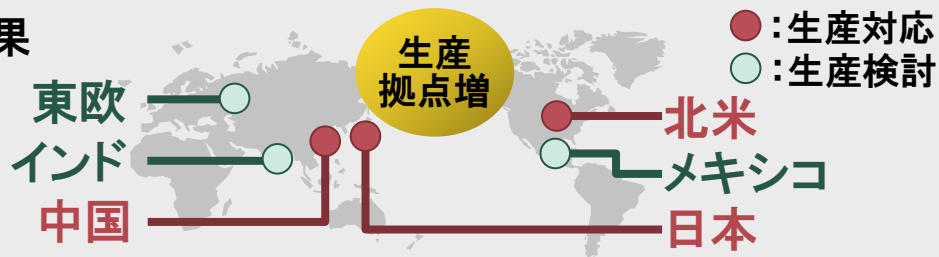 果
生産
拠点増
：生産対応
：生産検討
東欧
インド
中国
北米
メキシコ
日本